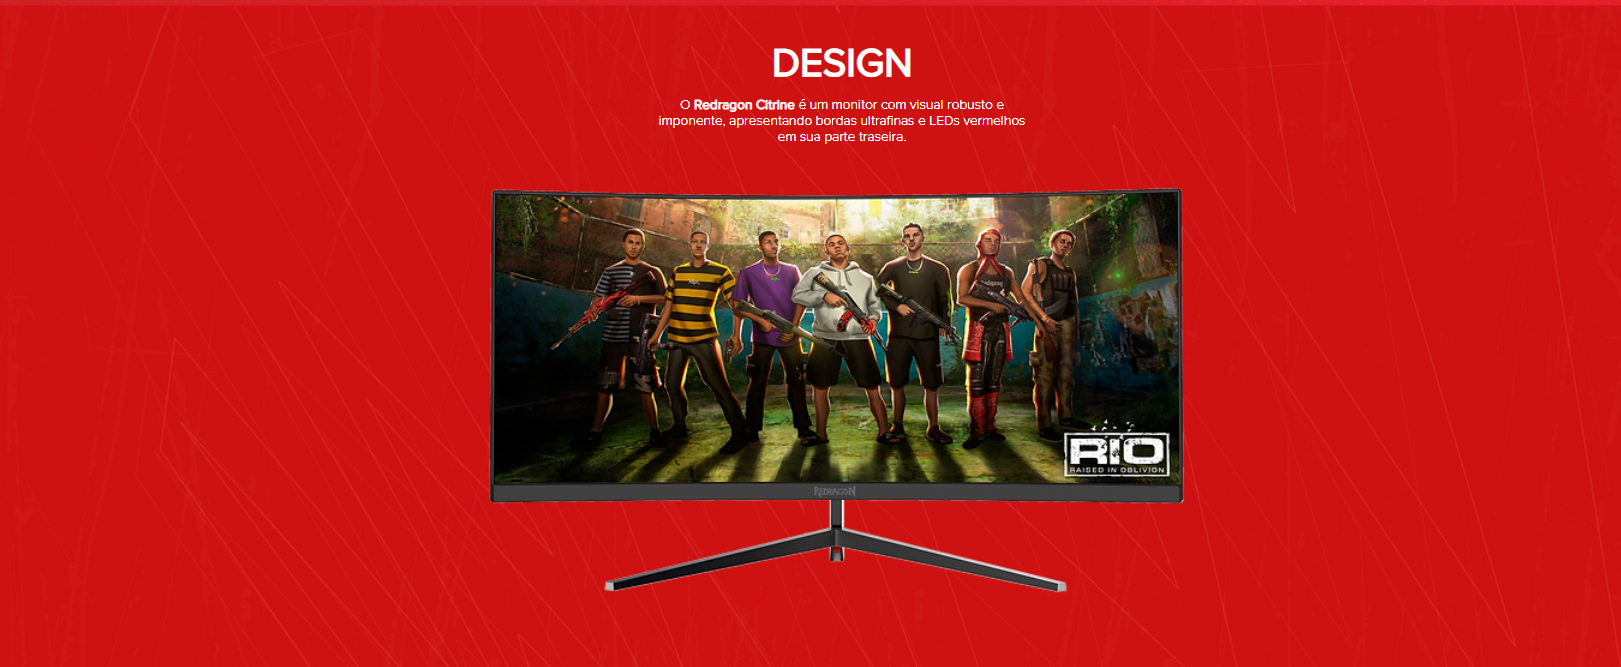 DESIGN
O Redragon Citrine é um monitor com visual robusto e
imponente, apresentando bordas ultrafinas e LEDs vermelhos
em sua parte traseira.
RIO
RAISED IN OBLIVION
REDRAGON